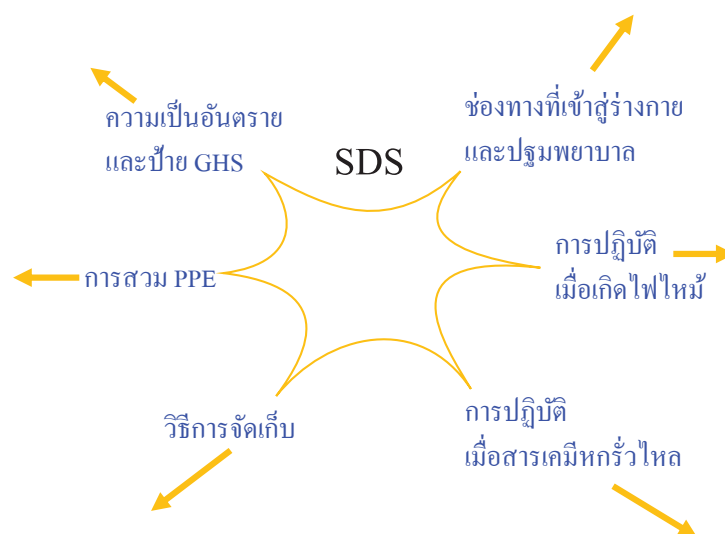 ความเป็นอันตราย
และป้าย GHS
SDS
ช่องทางที่เข้าสู่ร่างกาย
และปฐมพยาบาล
การสวม PPE
การปฏิบัติ
เมื่อเกิดไฟไหม้
วิธีการจัดเก็บ
การปฏิบัติ
เมื่อสารเคมีหกรั่วไหล